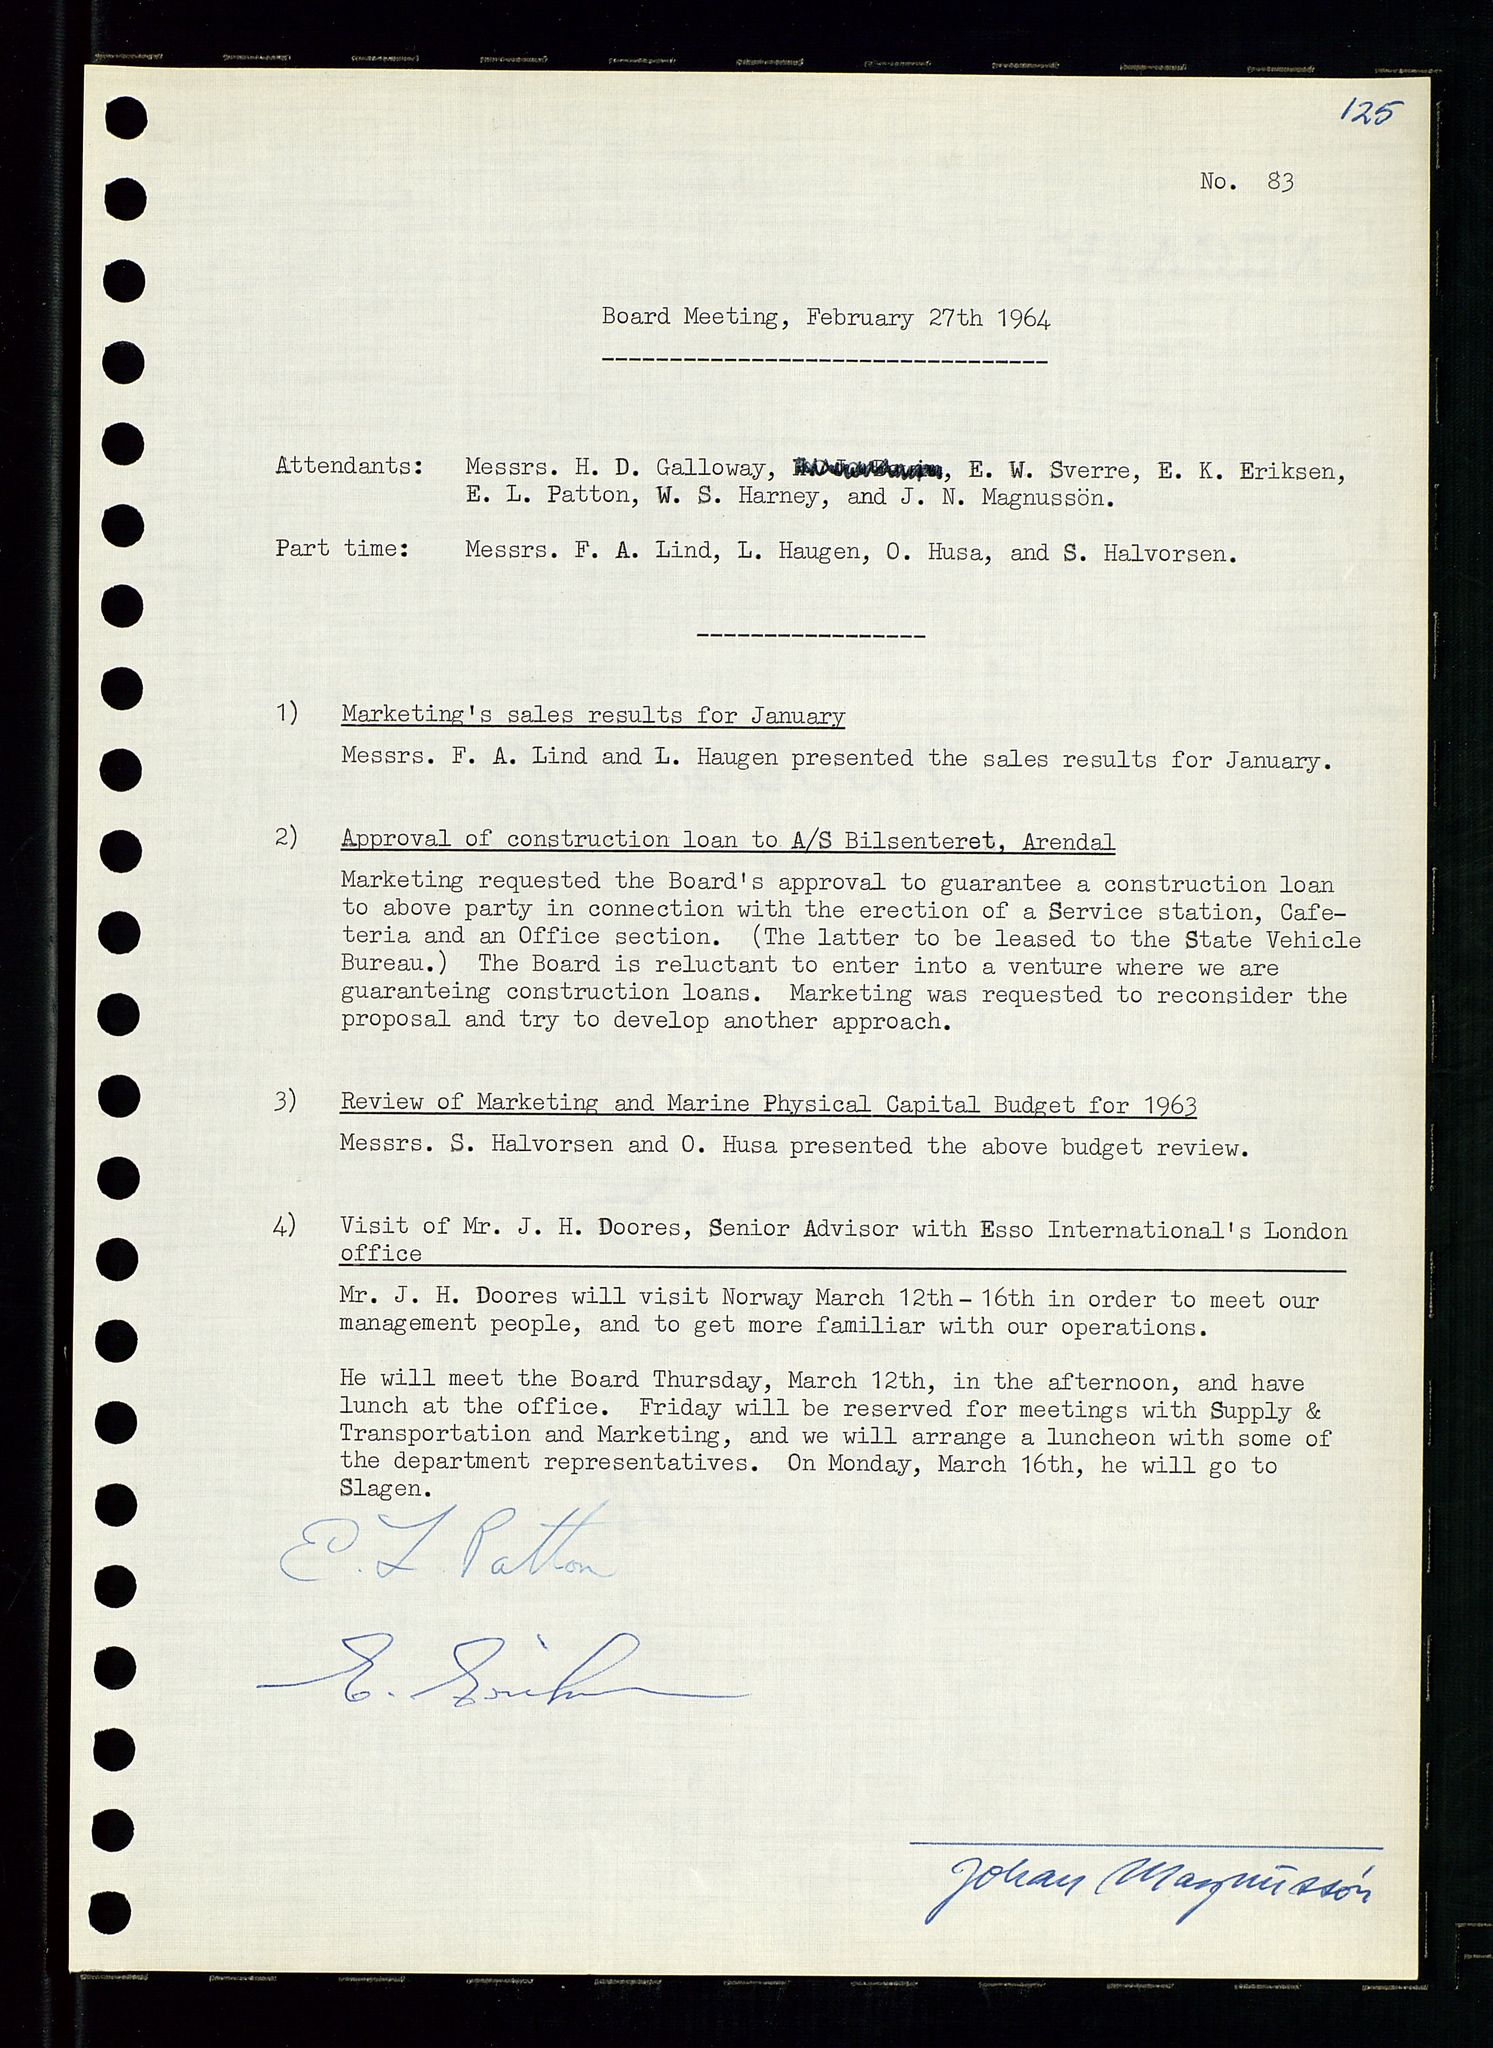 125
No. 83
Board Meeting, February 27th 1964
---------------------------------
Attendants: Messrs. H. D. Galloway, , E. W. Sverre, E. K. Eriksen,
E. L. Patton, W. S. Harney, and J. N. Magnussön.
Part time: Messrs. F. A. Lind, L. Haugen, O. Husa, and S. Halvorsen.
-----------------
1) Marketing's sales results for January
Messrs. F. A. Lind and L. Haugen presented the sales results for January.
2) Approval of construction loan to A/S Bilsenteret, Arendal
Marketing requested the Board's approval to guarantee a construction loan
to above party in connection with the erection of a Service station, Cafe-
teria and an Office section. (The latter to be leased to the State Vehicle
Bureau.) The Board is reluctant to enter into a venture where we are
guaranteing construction loans. Marketing was requested to reconsider the
proposal and try to develop another approach.
3) Review of Marketing and Marine Physical Capital Budget for 1963
Messrs. S. Halvorsen and O. Husa presented the above budget review.
4) Visit of Mr. J. H. Doores, Senior Advisor with Esso International's London
office
Mr. J. H. Doores will visit Norway March 12th - 16th in order to meet our
management people, and to get more familiar with our operations.
He will meet the Board Thursday, March 12th, in the afternoon, and have
lunch at the office. Friday will be reserved for meetings with Supply &
Transportation and Marketing, and we will arrange a luncheon with some of
the department representatives. On Monday, March 16th, he will go to
Slagen.
E. L. Patton
E. Eriksen
Johan Magnussön